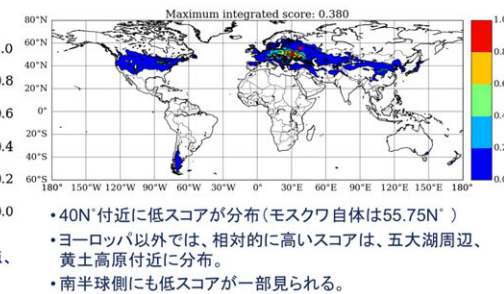 Maximum integrated score: 0.380
80°N
60°N
40°N
20°N
0°
20°S
40°S
60°S
180° 150°W 120°W 90°W 60°W 30°W 0° 30°E 60°E 90°E 120°E 150°E 180°
.0
0.8
0.6
0.4
0.2
0.0
1.0
0.8
0.6
0.4
0.2
0.0
•40N°付近に低スコアが分布(モスクワ自体は55.75N° )
•ヨーロッパ以外では、相対的に高いスコアは、五大湖周辺、
黄土高原付近に分布。
•南半球側にも低スコアが一部見られる。
、